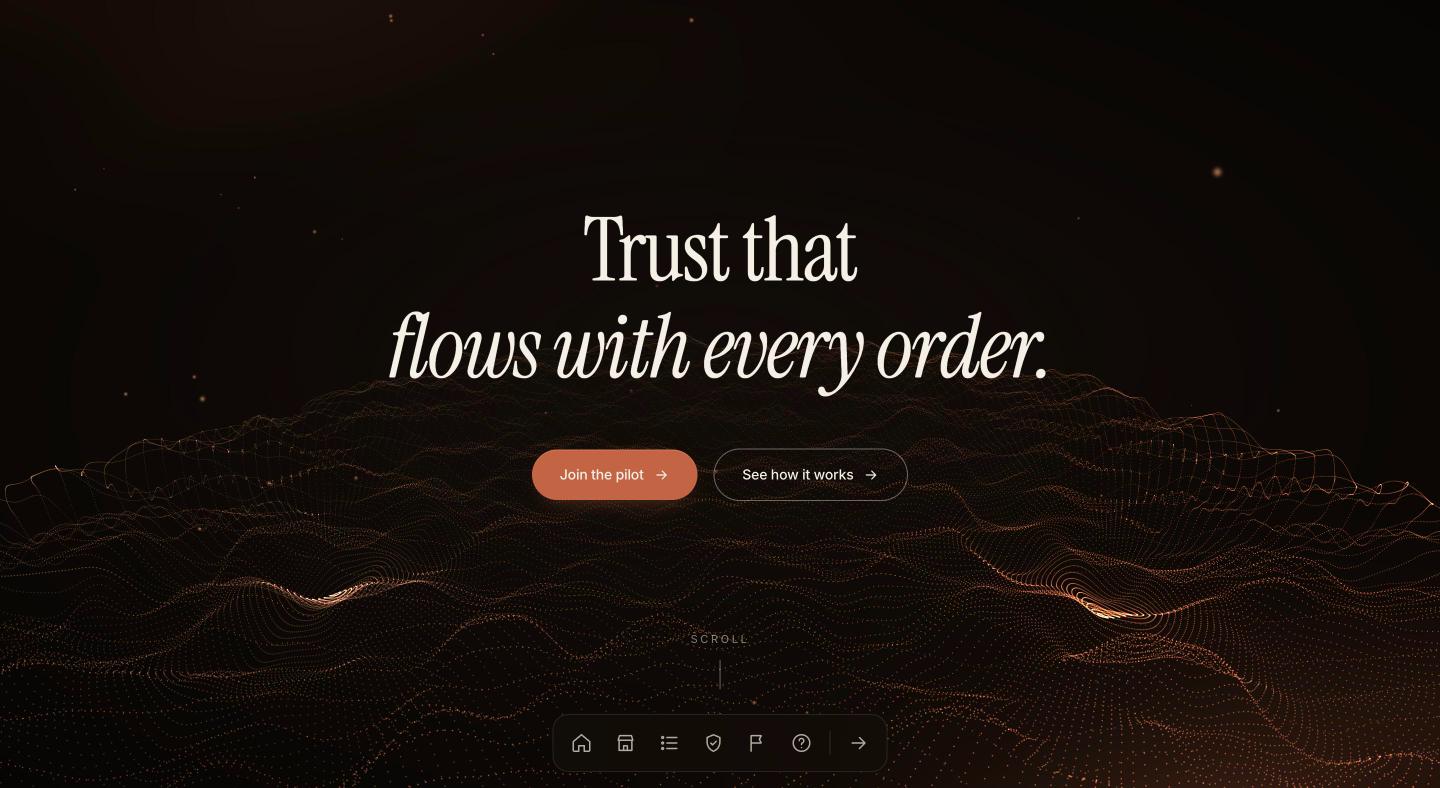 Trust that
flows with every order.
Join the pilot →
See how it works →
SCROLL